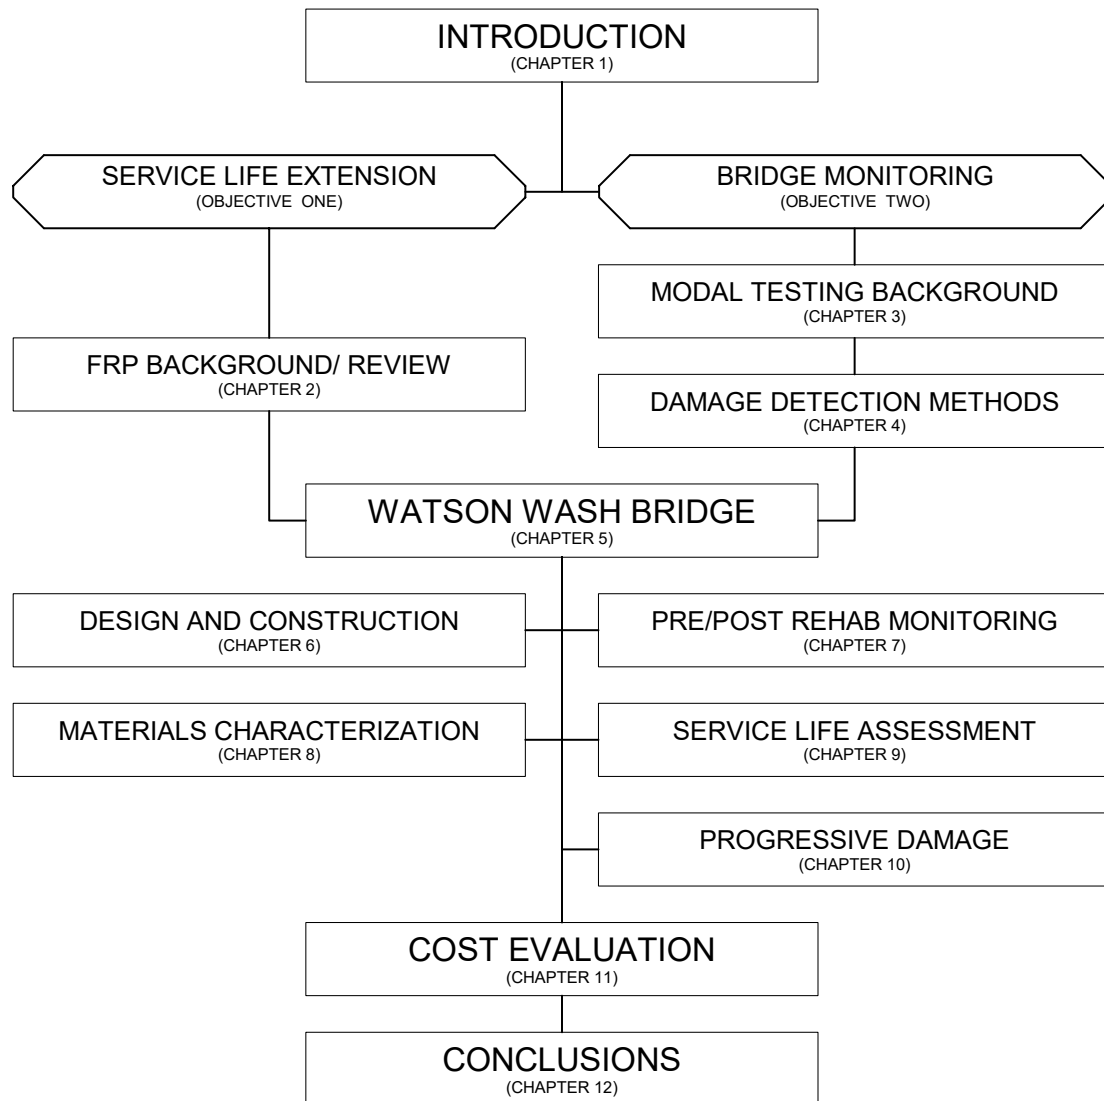 INTRODUCTION
(CHAPTER 1)
SERVICE LIFE EXTENSION
(OBJECTIVE ONE)
BRIDGE MONITORING
(OBJECTIVE TWO)
MODAL TESTING BACKGROUND
(CHAPTER 3)
FRP BACKGROUND/ REVIEW
(CHAPTER 2)
DAMAGE DETECTION METHODS
(CHAPTER 4)
WATSON WASH BRIDGE
(CHAPTER 5)
DESIGN AND CONSTRUCTION
(CHAPTER 6)
PRE/POST REHAB MONITORING
(CHAPTER 7)
MATERIALS CHARACTERIZATION
(CHAPTER 8)
SERVICE LIFE ASSESSMENT
(CHAPTER 9)
PROGRESSIVE DAMAGE
(CHAPTER 10)
COST EVALUATION
(CHAPTER 11)
CONCLUSIONS
(CHAPTER 12)